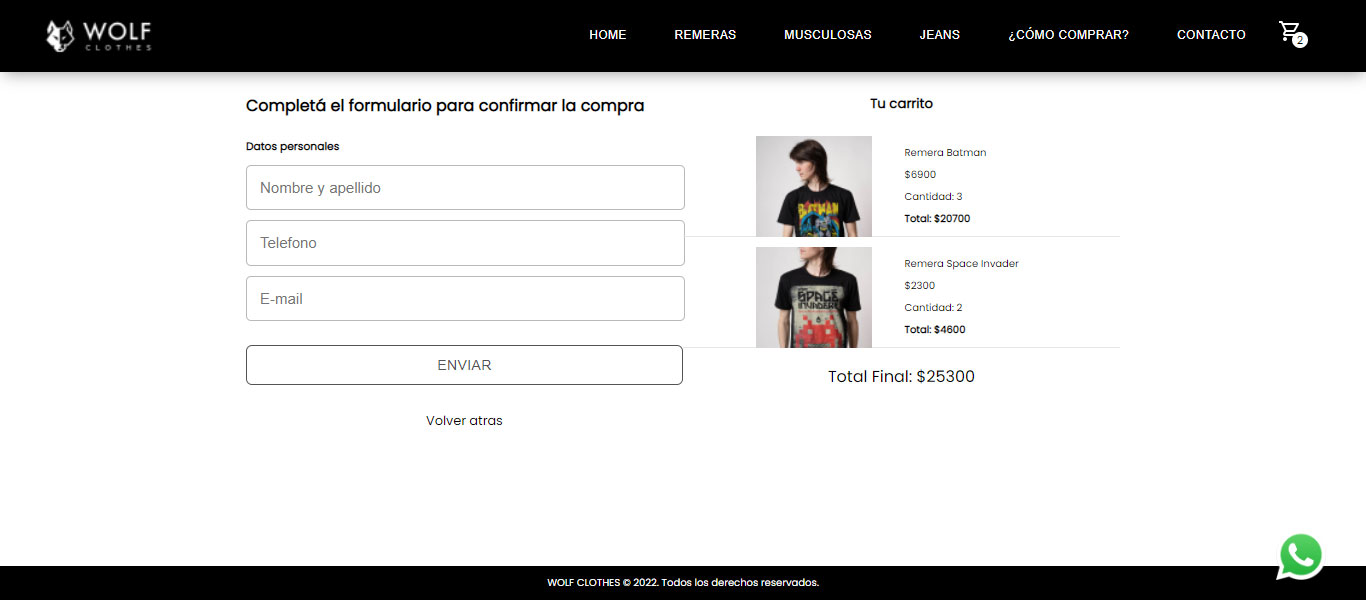 WOLF
CLOTHES
HOME
REMERAS
MUSCULOSAS
JEANS
¿CÓMO COMPRAR?
CONTACTO
2
Completá el formulario para confirmar la compra
Datos personales
Nombre y apellido
Telefono
E-mail
ENVIAR
Volver atras
Tu carrito
BATMAN
Remera Batman
$6900
Cantidad: 3
Total: $20700
SPACE
INVADERS
Remera Space Invader
$2300
Cantidad: 2
Total: $4600
Total Final: $25300
WOLF CLOTHES © 2022. Todos los derechos reservados.